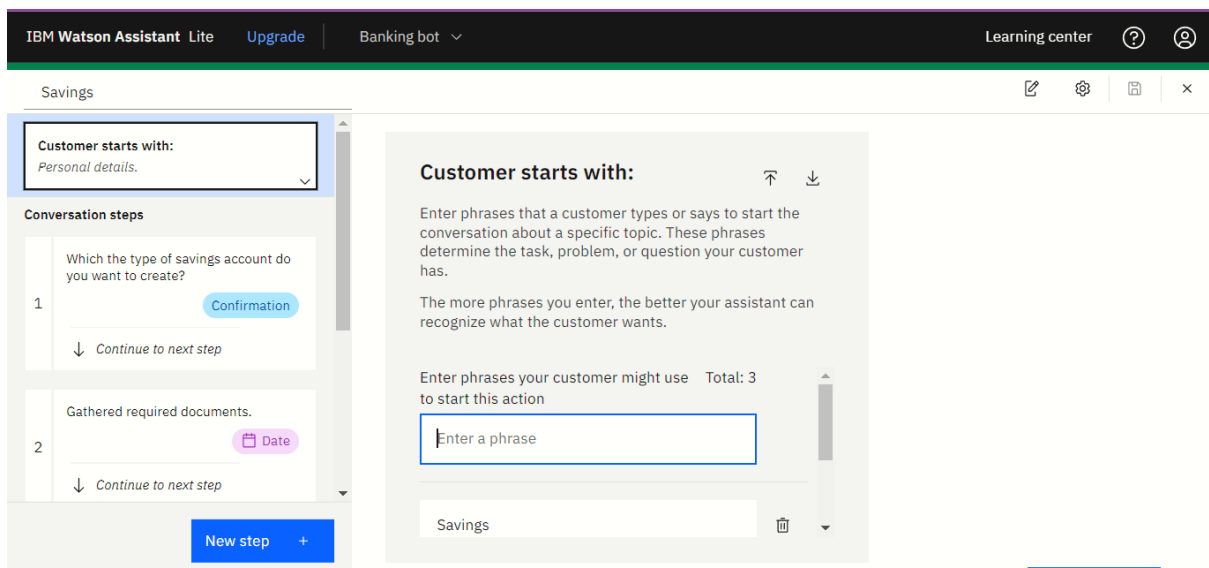 IBM Watson Assistant Lite Upgrade Banking bot Learning center
Savings
Customer starts with:
Personal details.
Conversation steps
1
Which the type of savings account do
you want to create?
Confirmation
Continue to next step
2
Gathered required documents.
Date
Continue to next step
New step +
Customer starts with:
Enter phrases that a customer types or says to start the
conversation about a specific topic. These phrases
determine the task, problem, or question your customer
has.
The more phrases you enter, the better your assistant can
recognize what the customer wants.
Enter phrases your customer might use Total: 3
to start this action
Enter a phrase
Savings